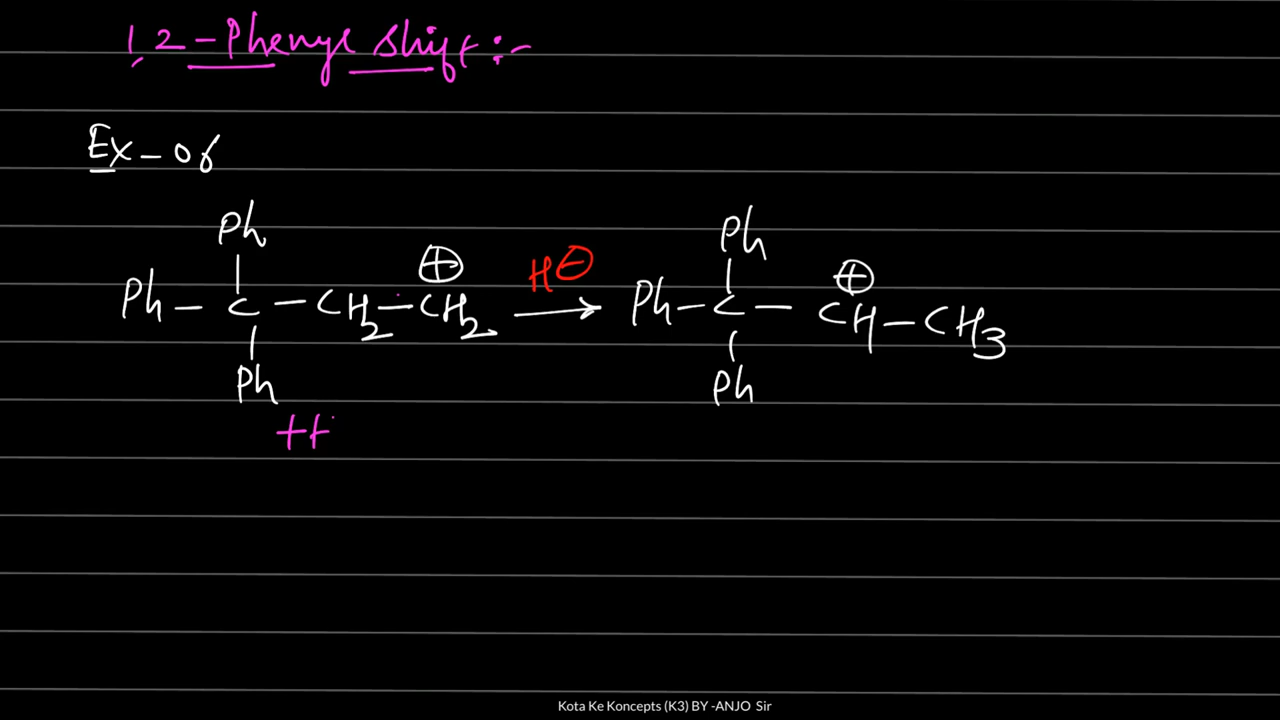 1,2-Phenyl shift:-
Ex-06
Ph Ph
Ph-C-CH2-CH2 ⊕ H⊖ → Ph-C-CH-CH3 ⊕
Ph Ph
Kota Ke Koncepts (K3) BY -ANJO Sir